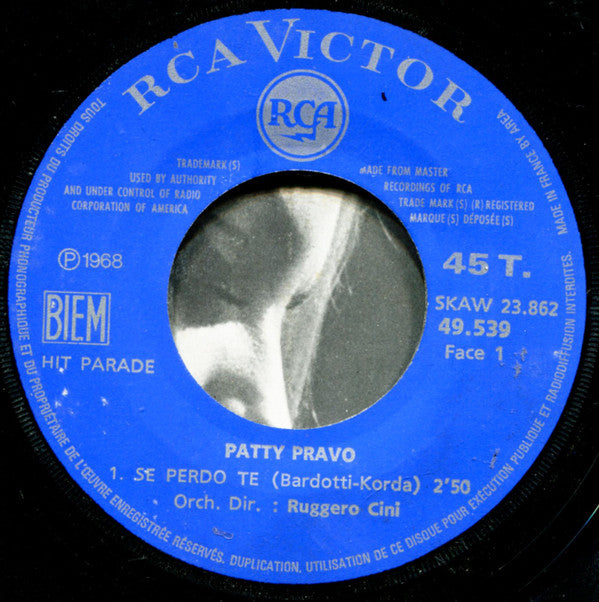 RCA VICTOR
RCA
TRADEMARK(S)
USED BY AUTHORITY
AND UNDER CONTROL OF RADIO
CORPORATION OF AMERICA
MADE FROM MASTER
RECORDINGS OF RCA
TRADE MARK(S) (R) REGISTERED
MARQUE(S) DÉPOSÉE(S)
℗ 1968
BIEM
HIT PARADE
45 T.
SKAW 23.862
49.539
Face 1
PATTY PRAVO
1. SE PERDO TE (Bardotti-Korda) 2'50
Orch. Dir. : Ruggero Cini
TOUS DROITS DU PRODUCTEUR PHONOGRAPHIQUE ET DU PROPRIÉTAIRE DE L'ŒUVRE ENREGISTRÉE RÉSERVÉS. DUPLICATION, UTILISATION DE CE DISQUE POUR EXÉCUTION PUBLIQUE ET RADIODIFFUSION INTERDITES.
MADE IN FRANCE BY AREA